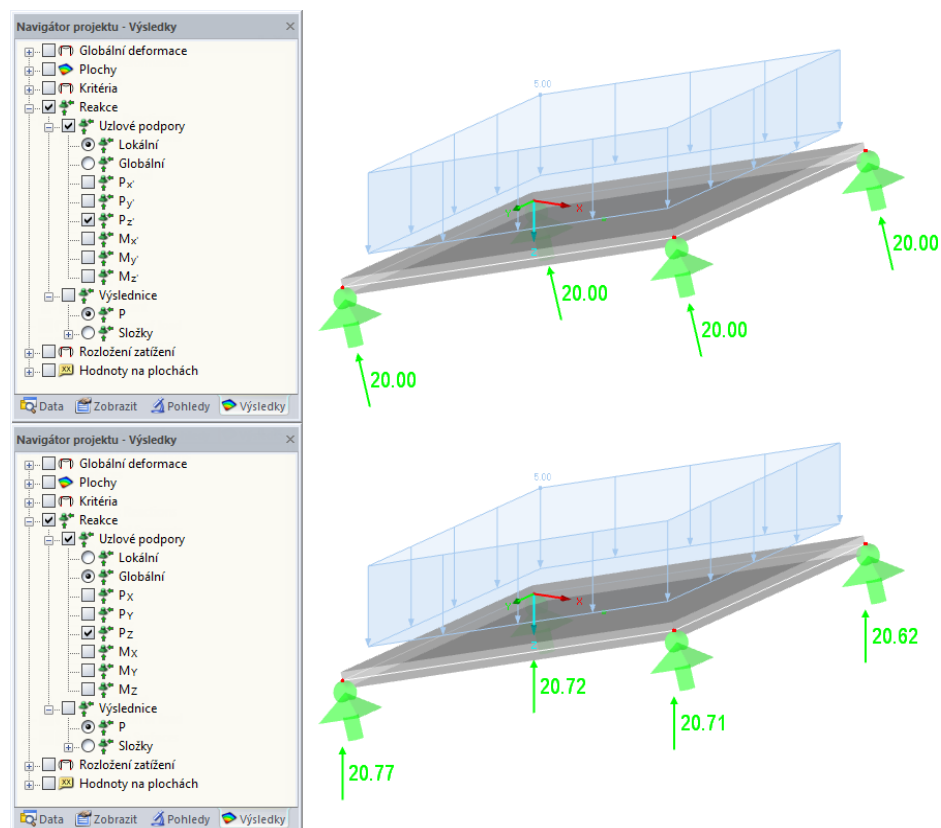 Navigátor projektu - Výsledky
Globální deformace
Plochy
Kritéria
Reakce
Uzlové podpory
Lokální
Globální
Px'
Py'
Pz'
Mx'
My'
Mz'
Výslednice
P
Složky
Rozložení zatížení
xx Hodnoty na plochách
Data Zobrazit Pohledy Výsledky
5.00
X
20.00
20.00
20.00
20.00
Navigátor projektu - Výsledky
Globální deformace
Plochy
Kritéria
Reakce
Uzlové podpory
Lokální
Globální
PX
PY
PZ
MX
MY
MZ
Výslednice
P
Složky
Rozložení zatížení
xx Hodnoty na plochách
Data Zobrazit Pohledy Výsledky
5.00
X
20.62
20.72
20.71
20.77